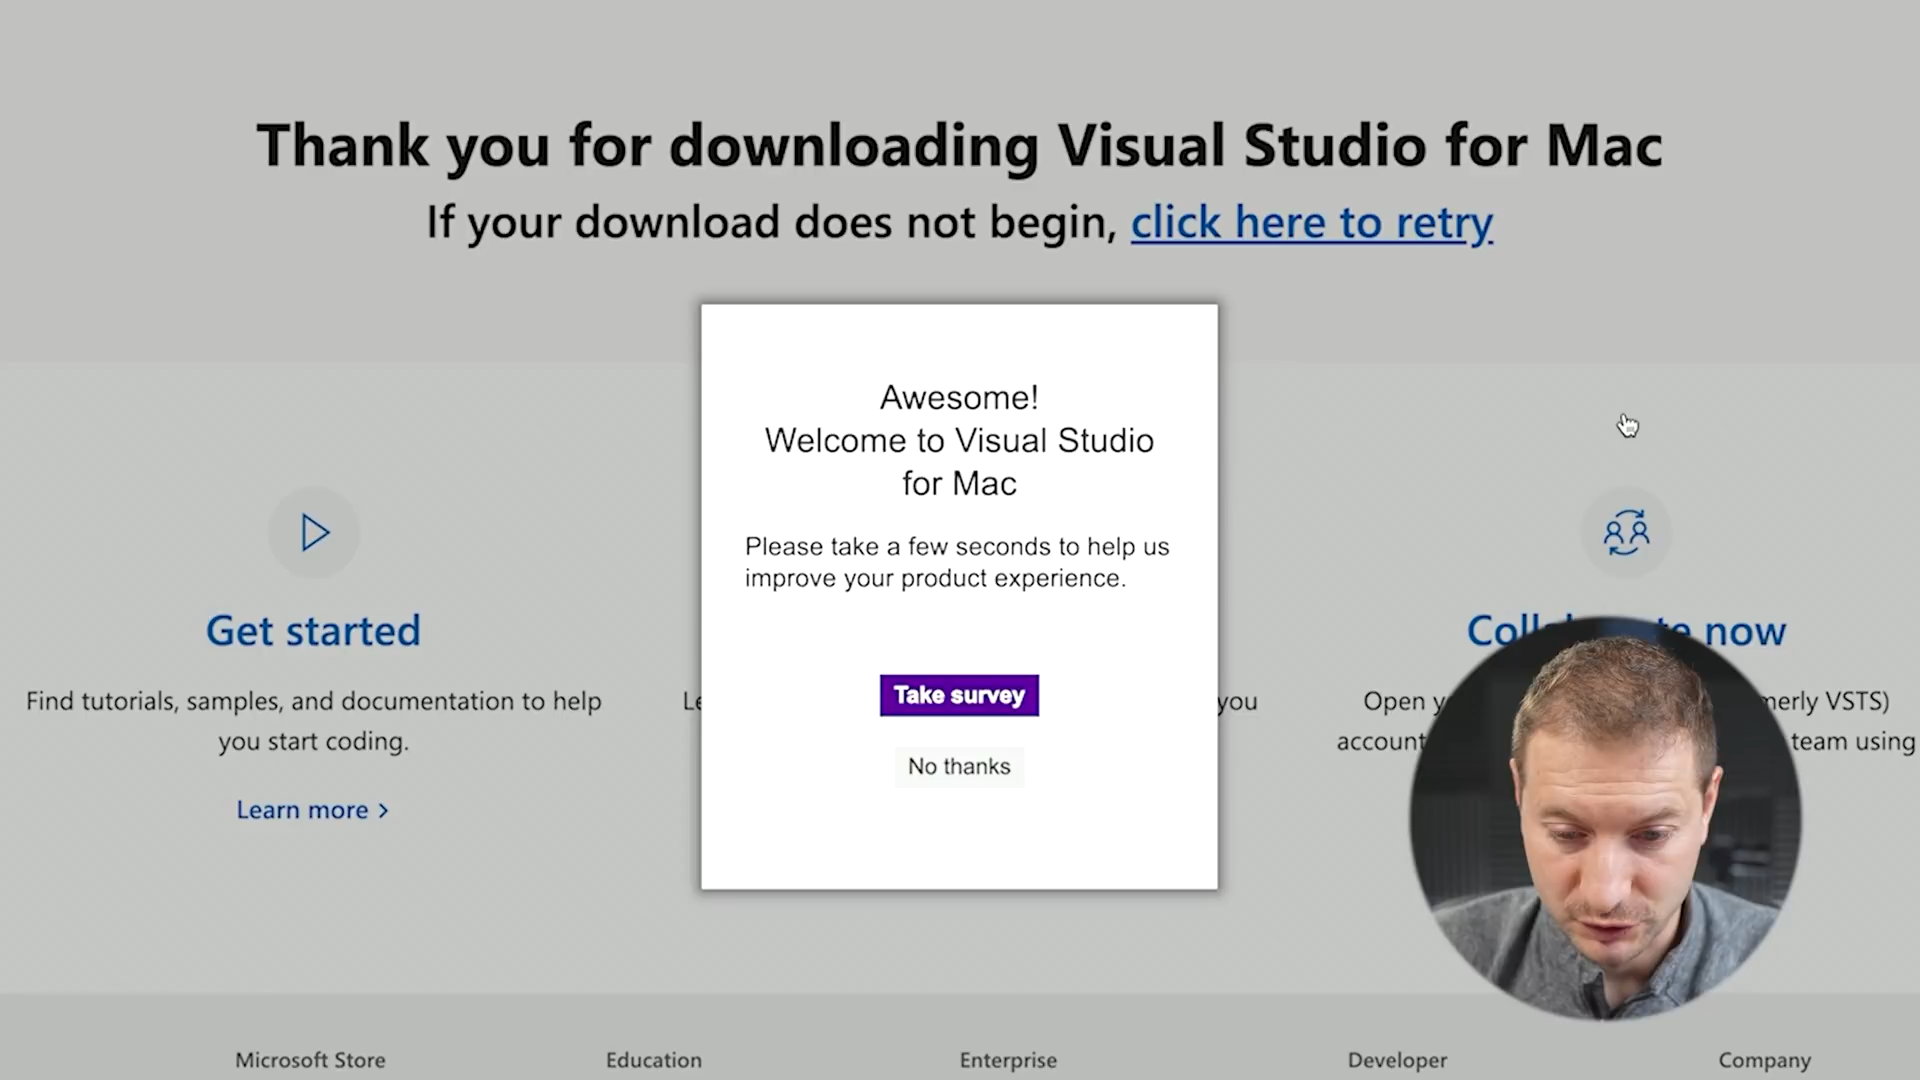 Thank you for downloading Visual Studio for Mac
If your download does not begin, click here to retry
Awesome!
Welcome to Visual Studio
for Mac
Please take a few seconds to help us
improve your product experience.
Take survey
No thanks
Get started
Find tutorials, samples, and documentation to help
you start coding.
Learn more >
you
now
Open
VSTS)
account
team using
Microsoft Store
Education
Enterprise
Developer
Company